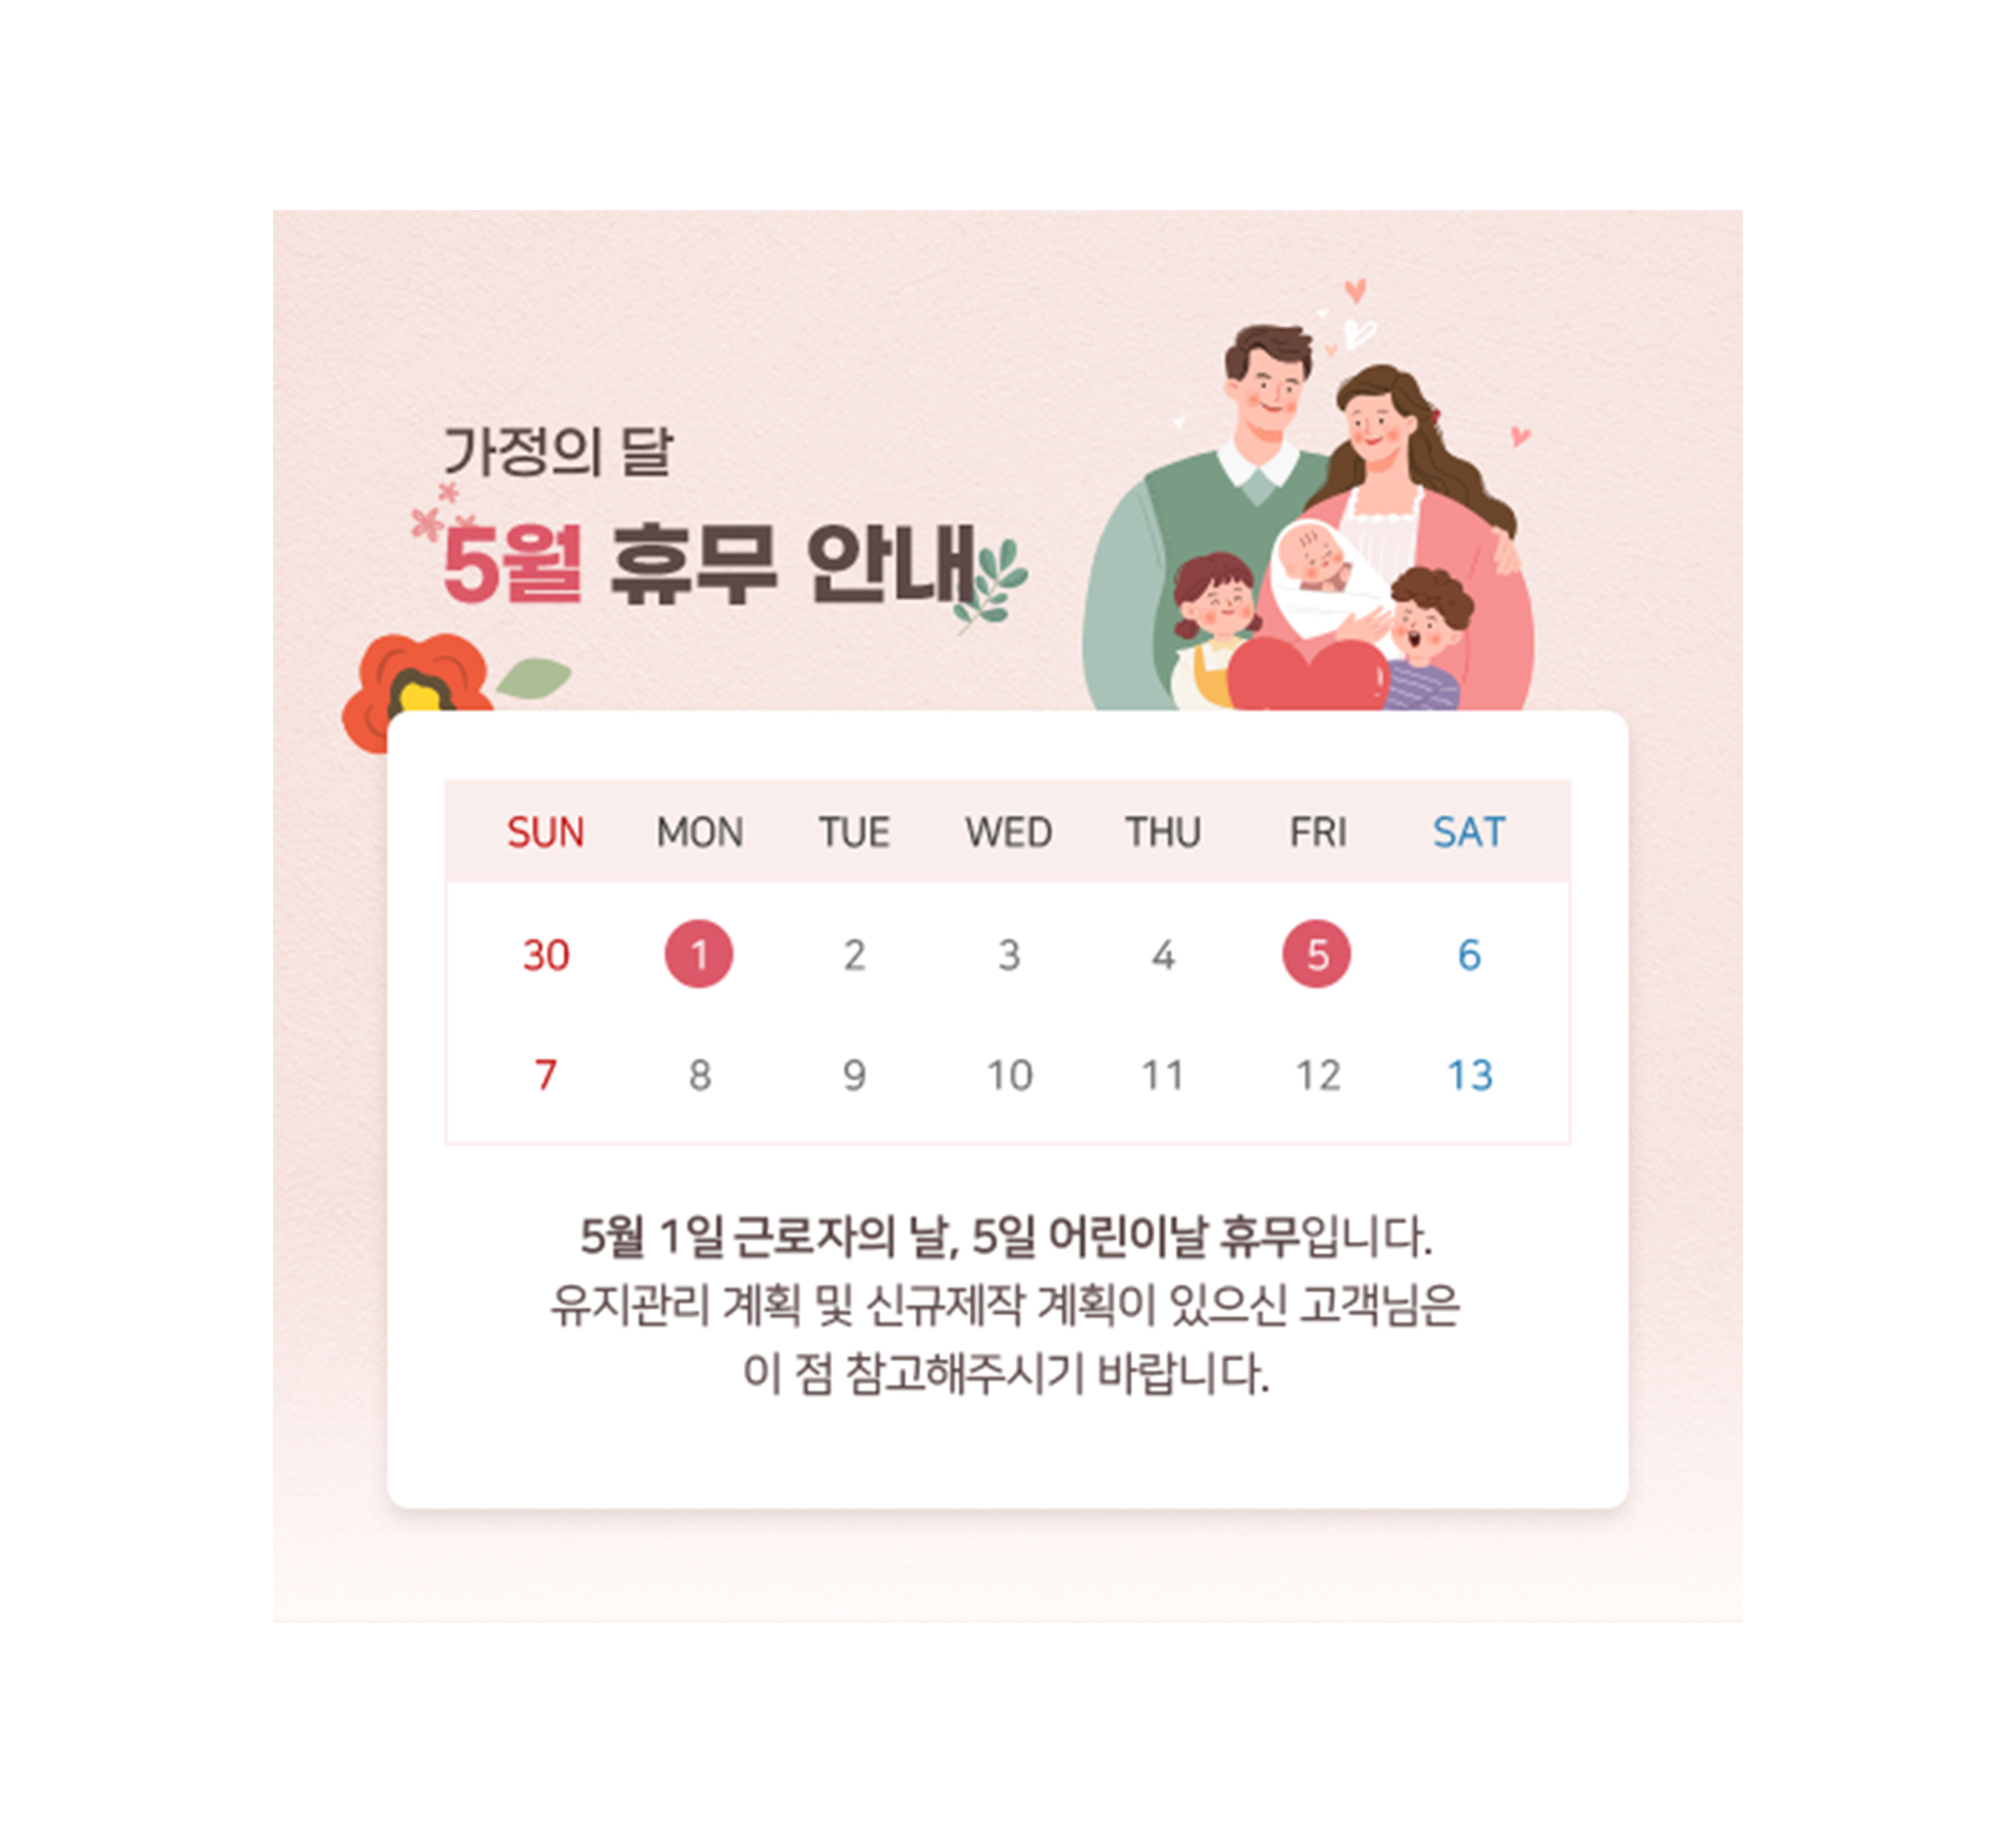 가정의 달
5월 휴무 안내
SUN MON TUE WED THU FRI SAT
30 1 2 3 4 5 6
7 8 9 10 11 12 13
5월 1일 근로자의 날, 5일 어린이날 휴무입니다.
유지관리 계획 및 신규제작 계획이 있으신 고객님은
이 점 참고해주시기 바랍니다.